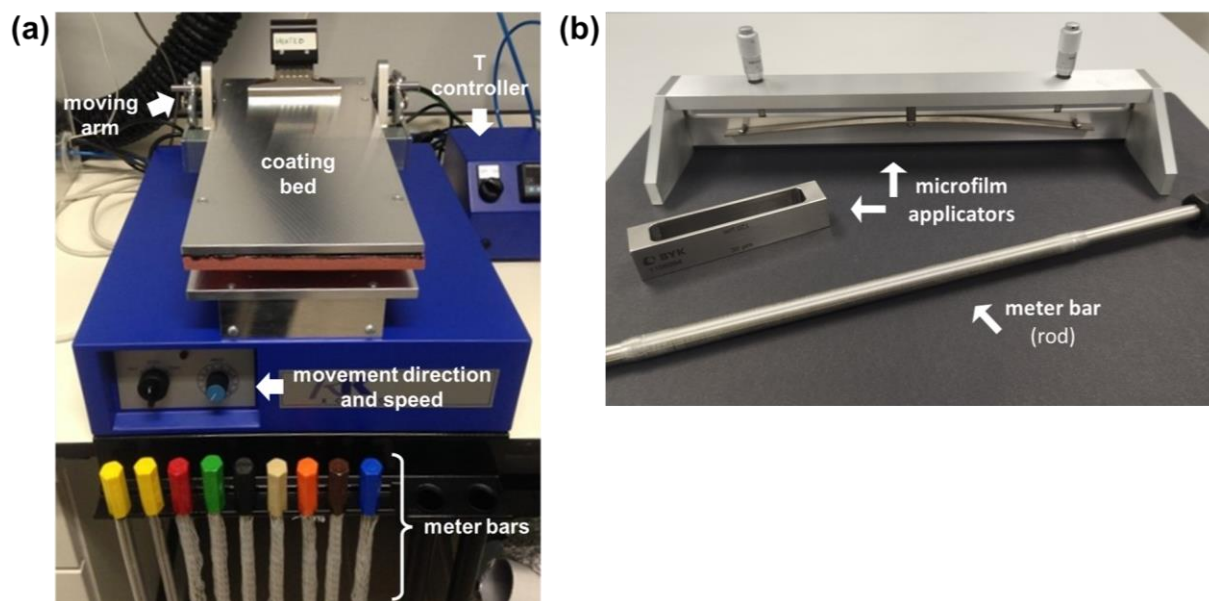 (a)
T
controller
moving
arm
coating
bed
movement direction
and speed
meter bars
(b)
microfilm
applicators
BYK
meter bar
(rod)